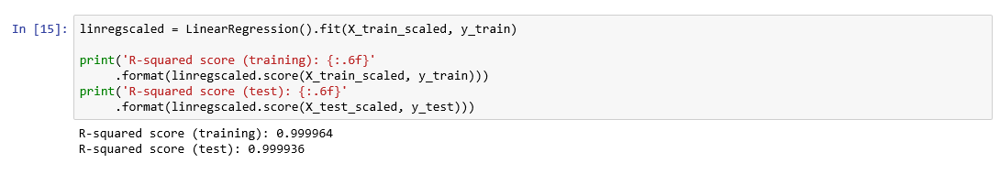 In [15]: linregscaled = LinearRegression().fit(X_train_scaled, y_train)
print('R-squared score (training): {:.6f}'
.format(linregscaled.score(X_train_scaled, y_train)))
print('R-squared score (test): {:.6f}'
.format(linregscaled.score(X_test_scaled, y_test)))
R-squared score (training): 0.999964
R-squared score (test): 0.999936